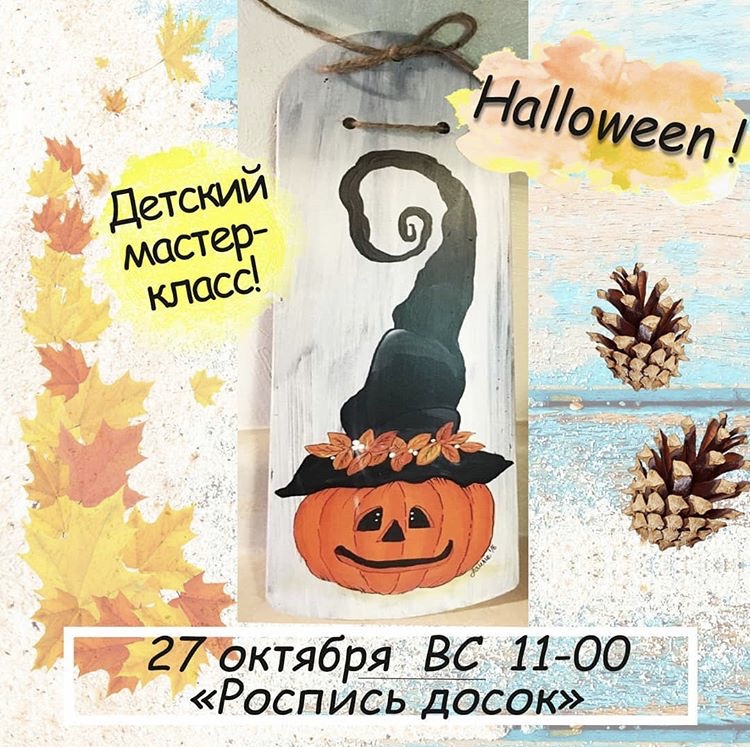 Halloween !
Детский
мастер-
класс!
27 октября ВС 11-00
«Роспись досок»